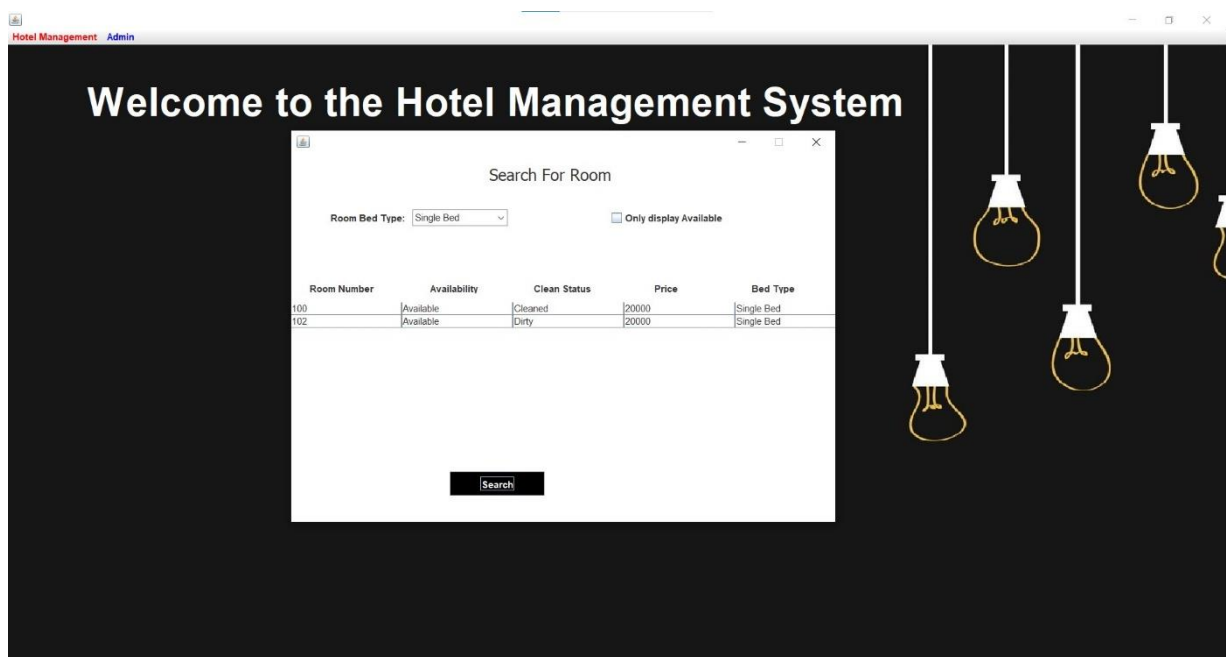 Hotel Management Admin
Welcome to the Hotel Management System
Search For Room
Room Bed Type: Single Bed Only display Available
Room Number Availability Clean Status Price Bed Type
100 Available Cleaned 20000 Single Bed
102 Available Dirty 20000 Single Bed
Search